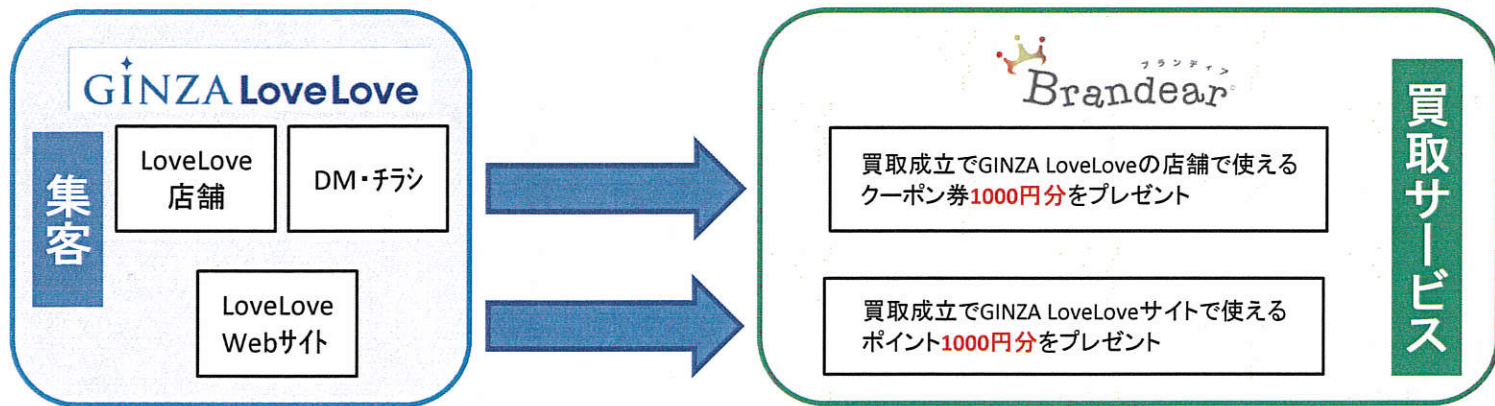 GINZA LoveLove
集客
LoveLove
店舗
DM・チラシ
LoveLove
Webサイト
ブランディア
Brandear
買取成立でGINZA LoveLoveの店舗で使える
クーポン券1000円分をプレゼント
買取成立でGINZA LoveLoveサイトで使える
ポイント1000円分をプレゼント
買取サービス